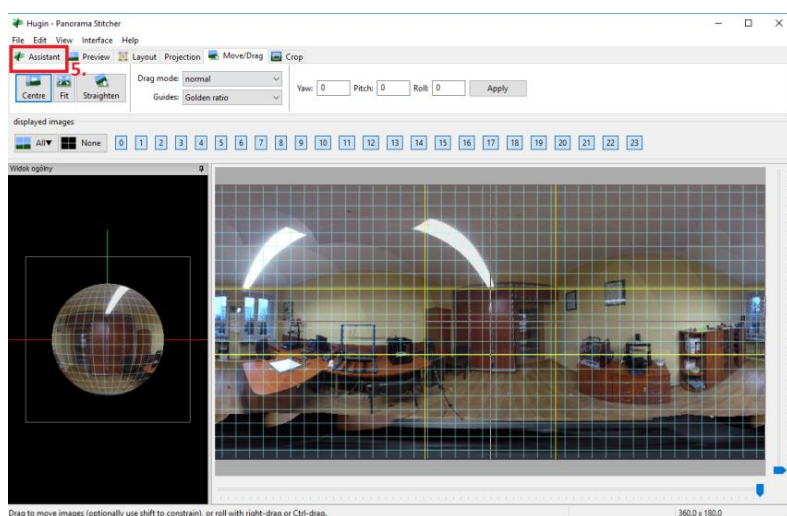 Hugin - Panorama Stitcher
File Edit View Interface Help
Assistant Preview Layout Projection Move/Drag Crop
5.
Centre Fit Straighten
Drag mode: normal
Guides: Golden ratio
Yaw: 0 Pitch: 0 Roll: 0 Apply
displayed images
All None 0 1 2 3 4 5 6 7 8 9 10 11 12 13 14 15 16 17 18 19 20 21 22 23
Widok ogólny
Drag to move images (optionally use shift to constrain), or roll with right-drag or Ctrl-drag.
360.0 x 180.0